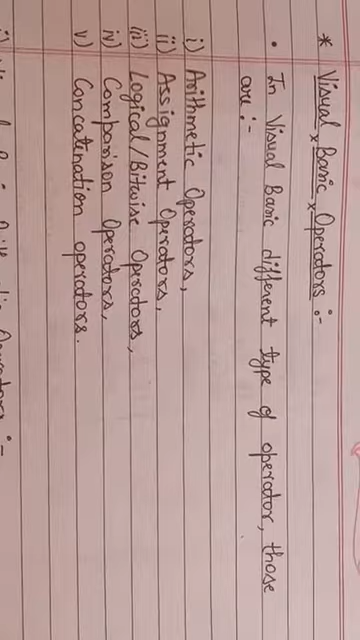 * Visual Basic Operators :-
• In Visual Basic different type of operator, those
are :-
i) Arithmetic Operators,
ii) Assignment Operators,
iii) Logical/Bitwise Operators,
iv) Comparison Operators,
v) Concatenation operators.